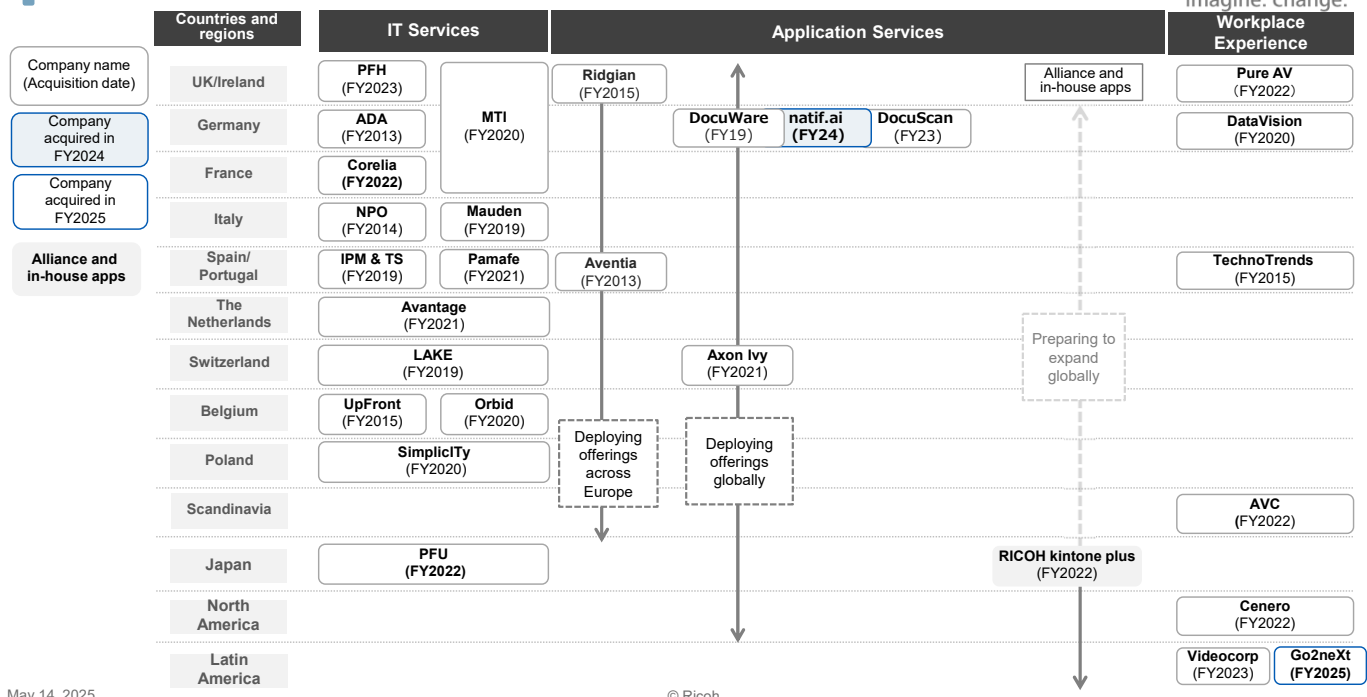 imagine. change.
Countries and
regions
IT Services
Application Services
Workplace
Experience
Company name
(Acquisition date)
Company
acquired in
FY2024
Company
acquired in
FY2025
Alliance and
in-house apps
UK/Ireland
PFH
(FY2023)
MTI
(FY2020)
Ridgian
(FY2015)
Alliance and
in-house apps
Pure AV
(FY2022)
Germany
ADA
(FY2013)
DocuWare
(FY19)
natif.ai
(FY24)
DocuScan
(FY23)
DataVision
(FY2020)
France
Corelia
(FY2022)
Italy
NPO
(FY2014)
Mauden
(FY2019)
Spain/
Portugal
IPM & TS
(FY2019)
Pamafe
(FY2021)
Aventia
(FY2013)
TechnoTrends
(FY2015)
The
Netherlands
Avantage
(FY2021)
Preparing to
expand
globally
Switzerland
LAKE
(FY2019)
Axon Ivy
(FY2021)
Belgium
UpFront
(FY2015)
Orbid
(FY2020)
Deploying
offerings
across
Europe
Deploying
offerings
globally
Poland
SimplicITy
(FY2020)
Scandinavia
AVC
(FY2022)
Japan
PFU
(FY2022)
RICOH kintone plus
(FY2022)
North
America
Cenero
(FY2022)
Latin
America
Videocorp
(FY2023)
Go2neXt
(FY2025)
May 14, 2025
© Ricoh